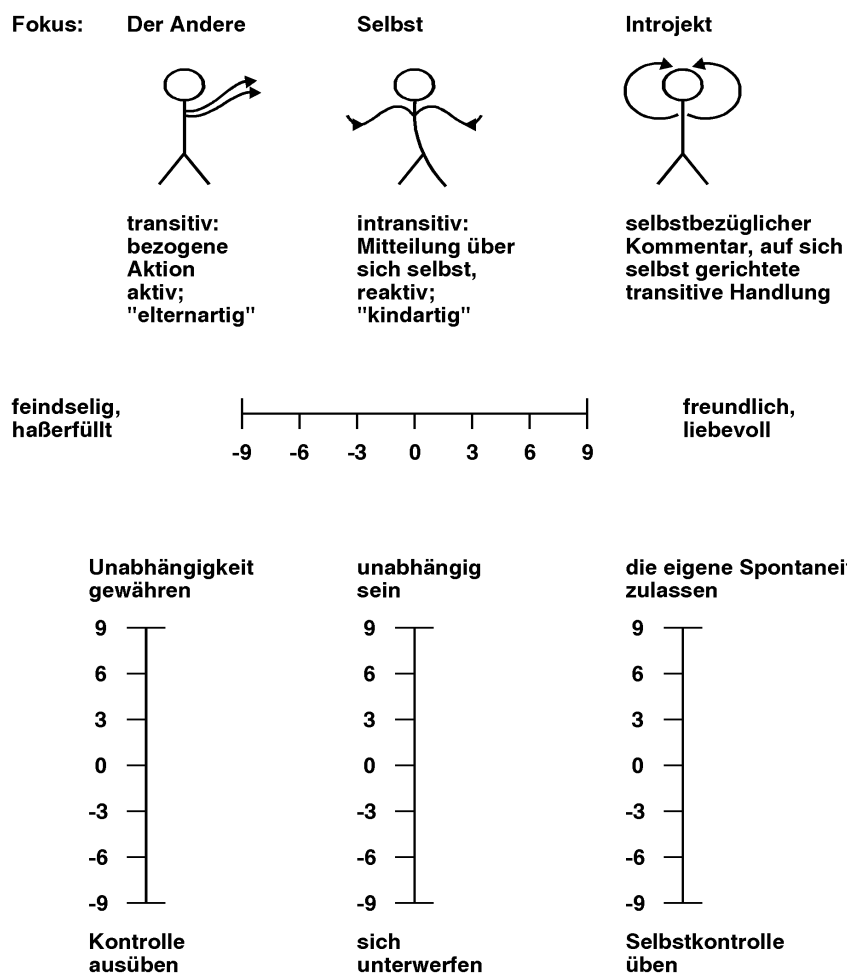 Fokus: Der Andere Selbst Introjekt
transitiv:
bezogene
Aktion
aktiv;
"elternartig"
intransitiv:
Mitteilung über
sich selbst,
reaktiv;
"kindartig"
selbstbezüglicher
Kommentar, auf sich
selbst gerichtete
transitive Handlung
feindselig,
haßerfüllt
-9 -6 -3 0 3 6 9
freundlich,
liebevoll
Unabhängigkeit
gewähren
9
6
3
0
-3
-6
-9
Kontrolle
ausüben
unabhängig
sein
9
6
3
0
-3
-6
-9
sich
unterwerfen
die eigene Spontanei
zulassen
9
6
3
0
-3
-6
-9
Selbstkontrolle
üben